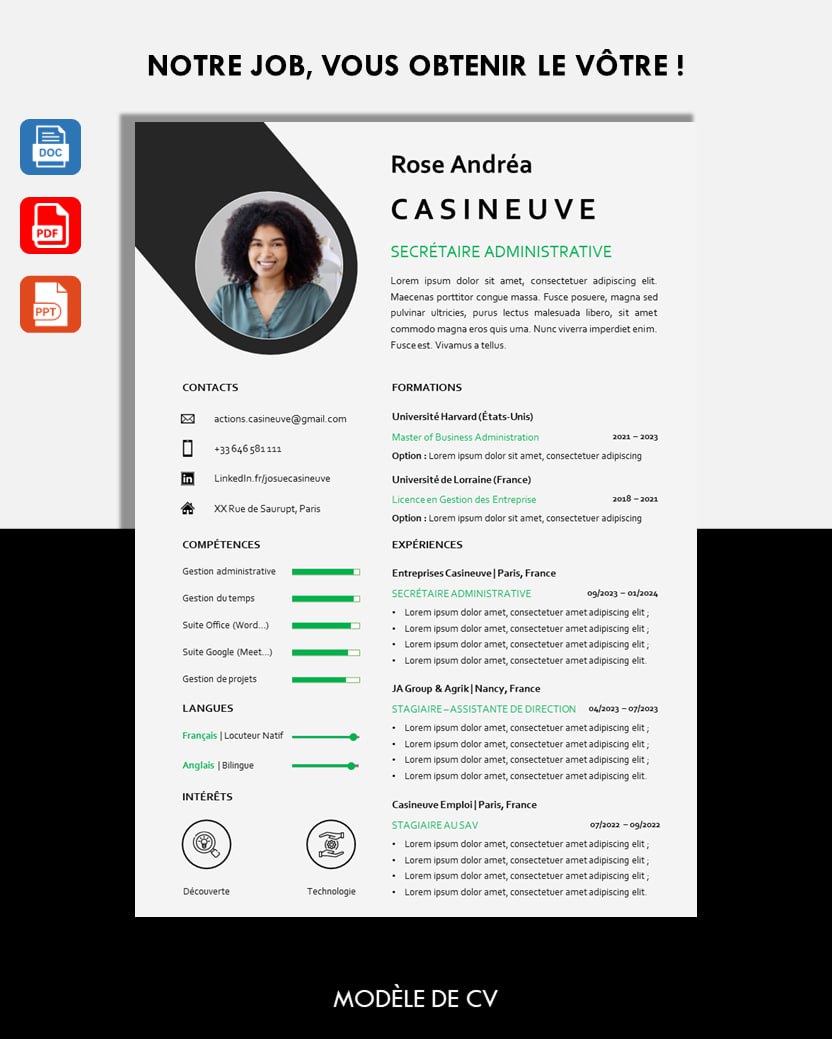 NOTRE JOB, VOUS OBTENIR LE VÔTRE !
DOC
PDF
PPT
Rose Andréa
CASINEUVE
SECRÉTAIRE ADMINISTRATIVE
Lorem ipsum dolor sit amet, consectetuer adipiscing elit.
Maecenas porttitor congue massa. Fusce posuere, magna sed
pulvinar ultricies, purus lectus malesuada libero, sit amet
commodo magna eros quis urna. Nunc viverra imperdiet enim.
Fusce est. Vivamus a tellus.
CONTACTS
actions.casineuve@gmail.com
+33 646 581 111
in LinkedIn.fr/josuecasineuve
XX Rue de Saurupt, Paris
COMPÉTENCES
Gestion administrative
Gestion du temps
Suite Office (Word...)
Suite Google (Meet...)
Gestion de projets
LANGUES
Français | Locuteur Natif
Anglais | Bilingue
INTÉRÊTS
Découverte
Technologie
FORMATIONS
Université Harvard (États-Unis)
Master of Business Administration 2021 – 2023
Option : Lorem ipsum dolor sit amet, consectetuer adipiscing
Université de Lorraine (France)
Licence en Gestion des Entreprise 2018 – 2021
Option : Lorem ipsum dolor sit amet, consectetuer adipiscing
EXPÉRIENCES
Entreprises Casineuve | Paris, France
SECRÉTAIRE ADMINISTRATIVE 09/2023 – 01/2024
• Lorem ipsum dolor amet, consectetuer amet adipiscing elit ;
• Lorem ipsum dolor amet, consectetuer amet adipiscing elit ;
• Lorem ipsum dolor amet, consectetuer amet adipiscing elit ;
• Lorem ipsum dolor amet, consectetuer amet adipiscing elit.
JA Group & Agrik | Nancy, France
STAGIAIRE – ASSISTANTE DE DIRECTION 04/2023 – 07/2023
• Lorem ipsum dolor amet, consectetuer amet adipiscing elit ;
• Lorem ipsum dolor amet, consectetuer amet adipiscing elit ;
• Lorem ipsum dolor amet, consectetuer amet adipiscing elit ;
• Lorem ipsum dolor amet, consectetuer amet adipiscing elit.
Casineuve Emploi | Paris, France
STAGIAIRE AU SAV 07/2022 – 09/2022
• Lorem ipsum dolor amet, consectetuer amet adipiscing elit ;
• Lorem ipsum dolor amet, consectetuer amet adipiscing elit ;
• Lorem ipsum dolor amet, consectetuer amet adipiscing elit ;
• Lorem ipsum dolor amet, consectetuer amet adipiscing elit.
MODÈLE DE CV